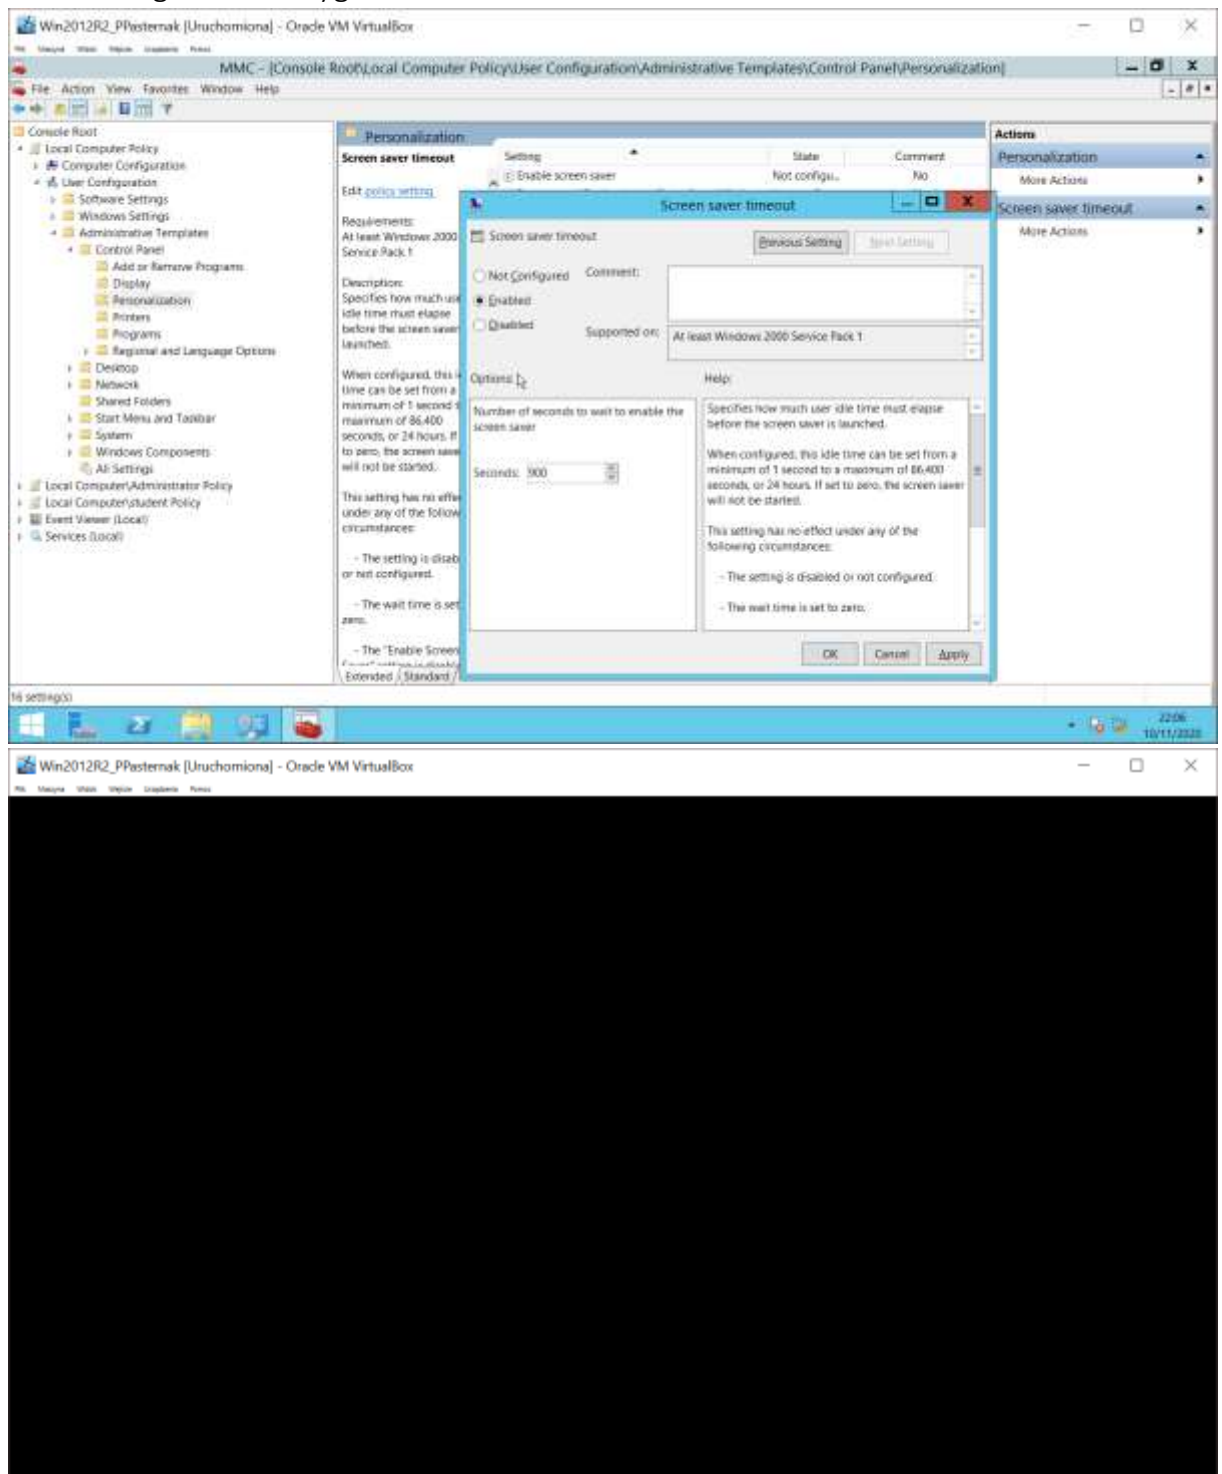 Win2012R2_PPasternak [Uruchomiona] - Oracle VM VirtualBox
Plik Maszyna Widok Wejście Urządzenia Pomoc
MMC - [Console Root\Local Computer Policy\User Configuration\Administrative Templates\Control Panel\Personalization]
File Action View Favorites Window Help
Console Root
Local Computer Policy
Computer Configuration
User Configuration
Software Settings
Windows Settings
Administrative Templates
Control Panel
Add or Remove Programs
Display
Personalization
Printers
Programs
Regional and Language Options
Desktop
Network
Shared Folders
Start Menu and Taskbar
System
Windows Components
All Settings
Local Computer\Administrator Policy
Local Computer\student Policy
Event Viewer (Local)
Services (Local)
Personalization
Screen saver timeout
Edit policy setting
Requirements:
At least Windows 2000
Service Pack 1
Description:
Specifies how much use
idle time must elapse
before the screen saver
launched.
When configured, this i
time can be set from a
minimum of 1 second t
maximum of 86,400
seconds, or 24 hours. If
to zero, the screen save
will not be started.
This setting has no effe
under any of the follow
circumstances:
- The setting is disab
or not configured.
- The wait time is set
zero.
- The "Enable Screen
Extended Standard
Setting State Comment
Enable screen saver Not configu... No
Screen saver timeout
Screen saver timeout
Previous Setting Next Setting
Not Configured Comment:
Enabled
Disabled
Supported on: At least Windows 2000 Service Pack 1
Options: Help:
Number of seconds to wait to enable the
screen saver
Seconds: 900
Specifies how much user idle time must elapse
before the screen saver is launched.
When configured, this idle time can be set from a
minimum of 1 second to a maximum of 86,400
seconds, or 24 hours. If set to zero, the screen saver
will not be started.
This setting has no effect under any of the
following circumstances:
- The setting is disabled or not configured.
- The wait time is set to zero.
OK Cancel Apply
Actions
Personalization
More Actions
Screen saver timeout
More Actions
16 setting(s)
22:06
10/11/2020
Win2012R2_PPasternak [Uruchomiona] - Oracle VM VirtualBox
Plik Maszyna Widok Wejście Urządzenia Pomoc